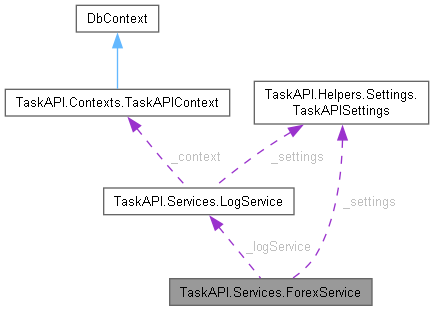 DbContext
TaskAPI.Contexts.TaskAPIContext
TaskAPI.Helpers.Settings.
TaskAPISettings
_context
_settings
TaskAPI.Services.LogService
_settings
_logService
TaskAPI.Services.ForexService